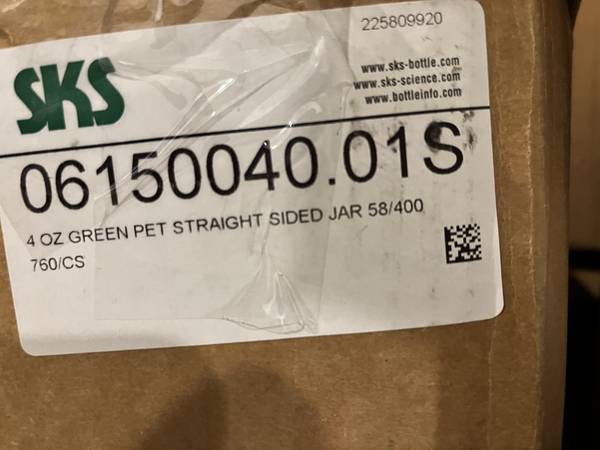 225809920
SKS
www.sks-bottle.com
www.sks-science.com
www.bottleinfo.com
06150040.01S
4 OZ GREEN PET STRAIGHT SIDED JAR 58/400
760/CS